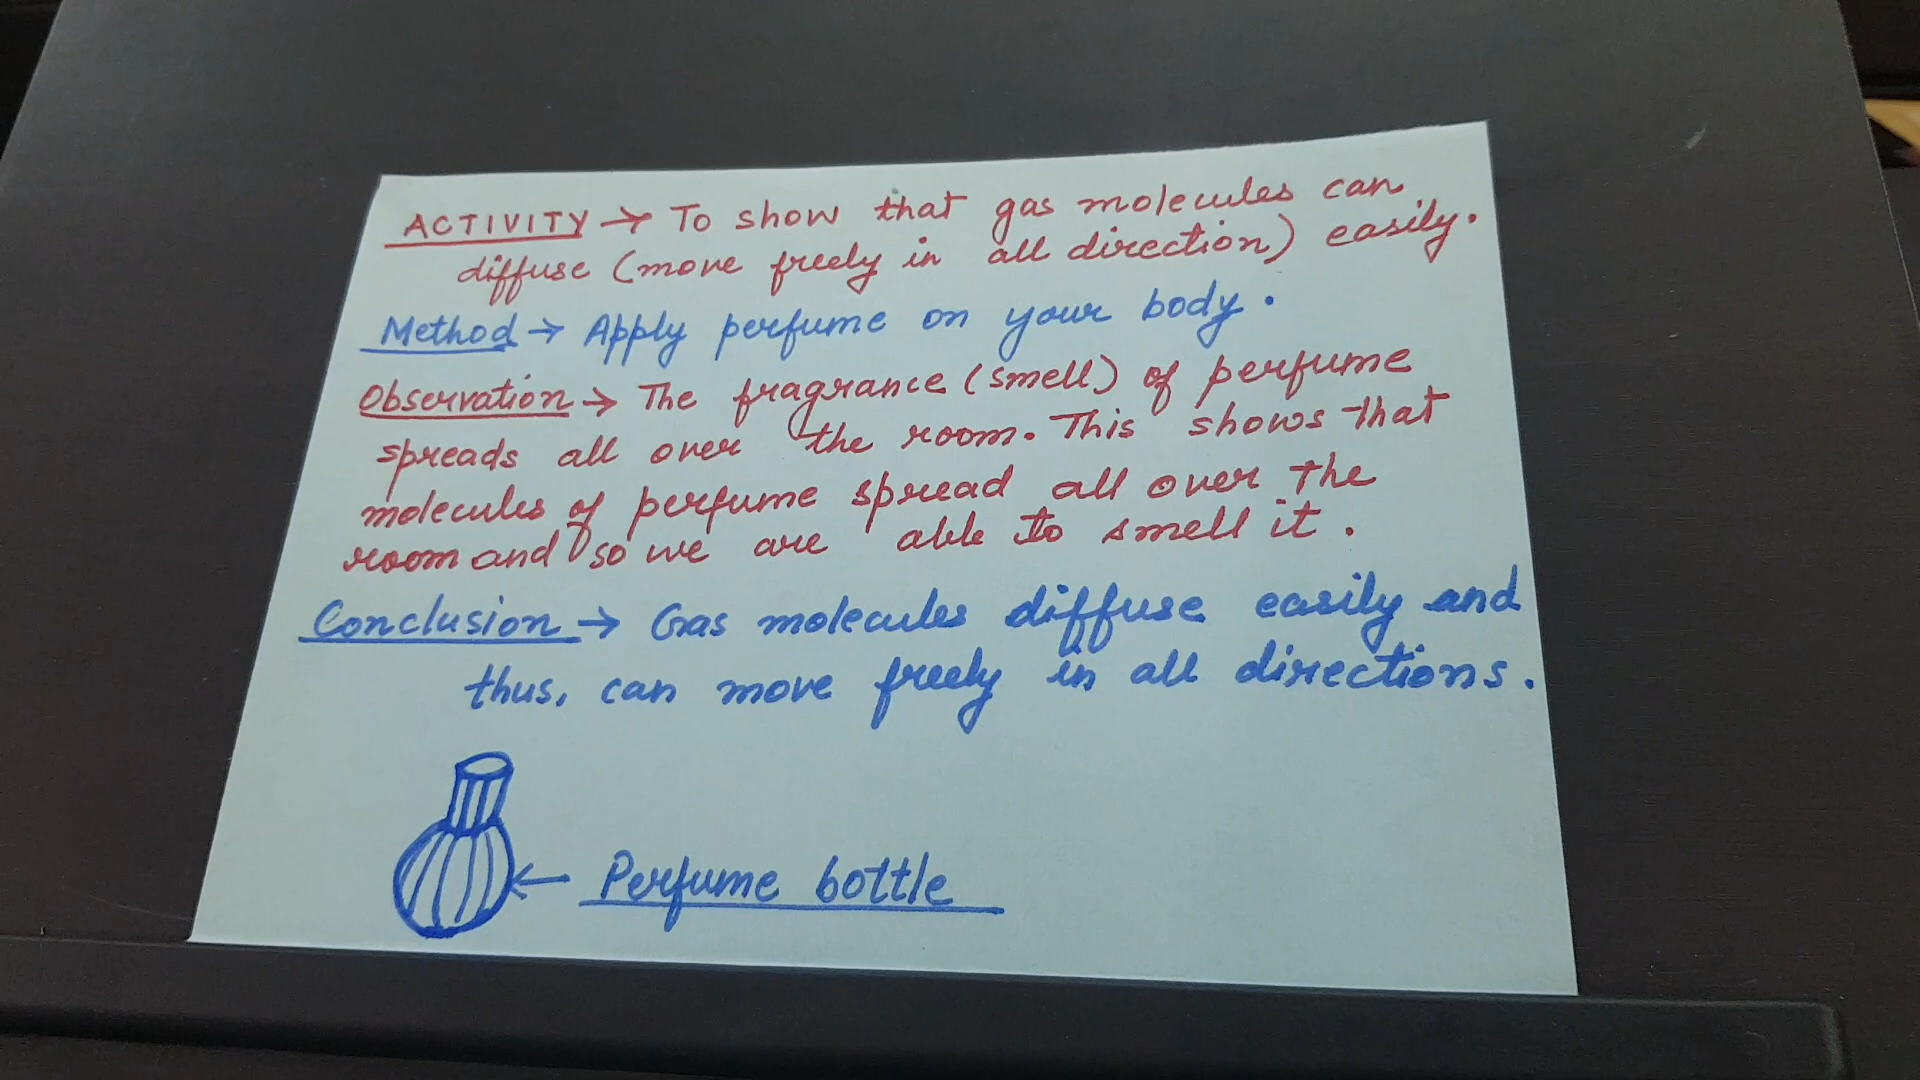 ACTIVITY → To show that gas molecules can
diffuse (move freely in all direction) easily.
Method → Apply perfume on your body.
Observation → The fragrance (smell) of perfume
spreads all over the room. This shows that
molecules of perfume spread all over the
room and so we are able to smell it.
Conclusion → Gas molecules diffuse easily and
thus, can move freely in all directions.
← Perfume bottle